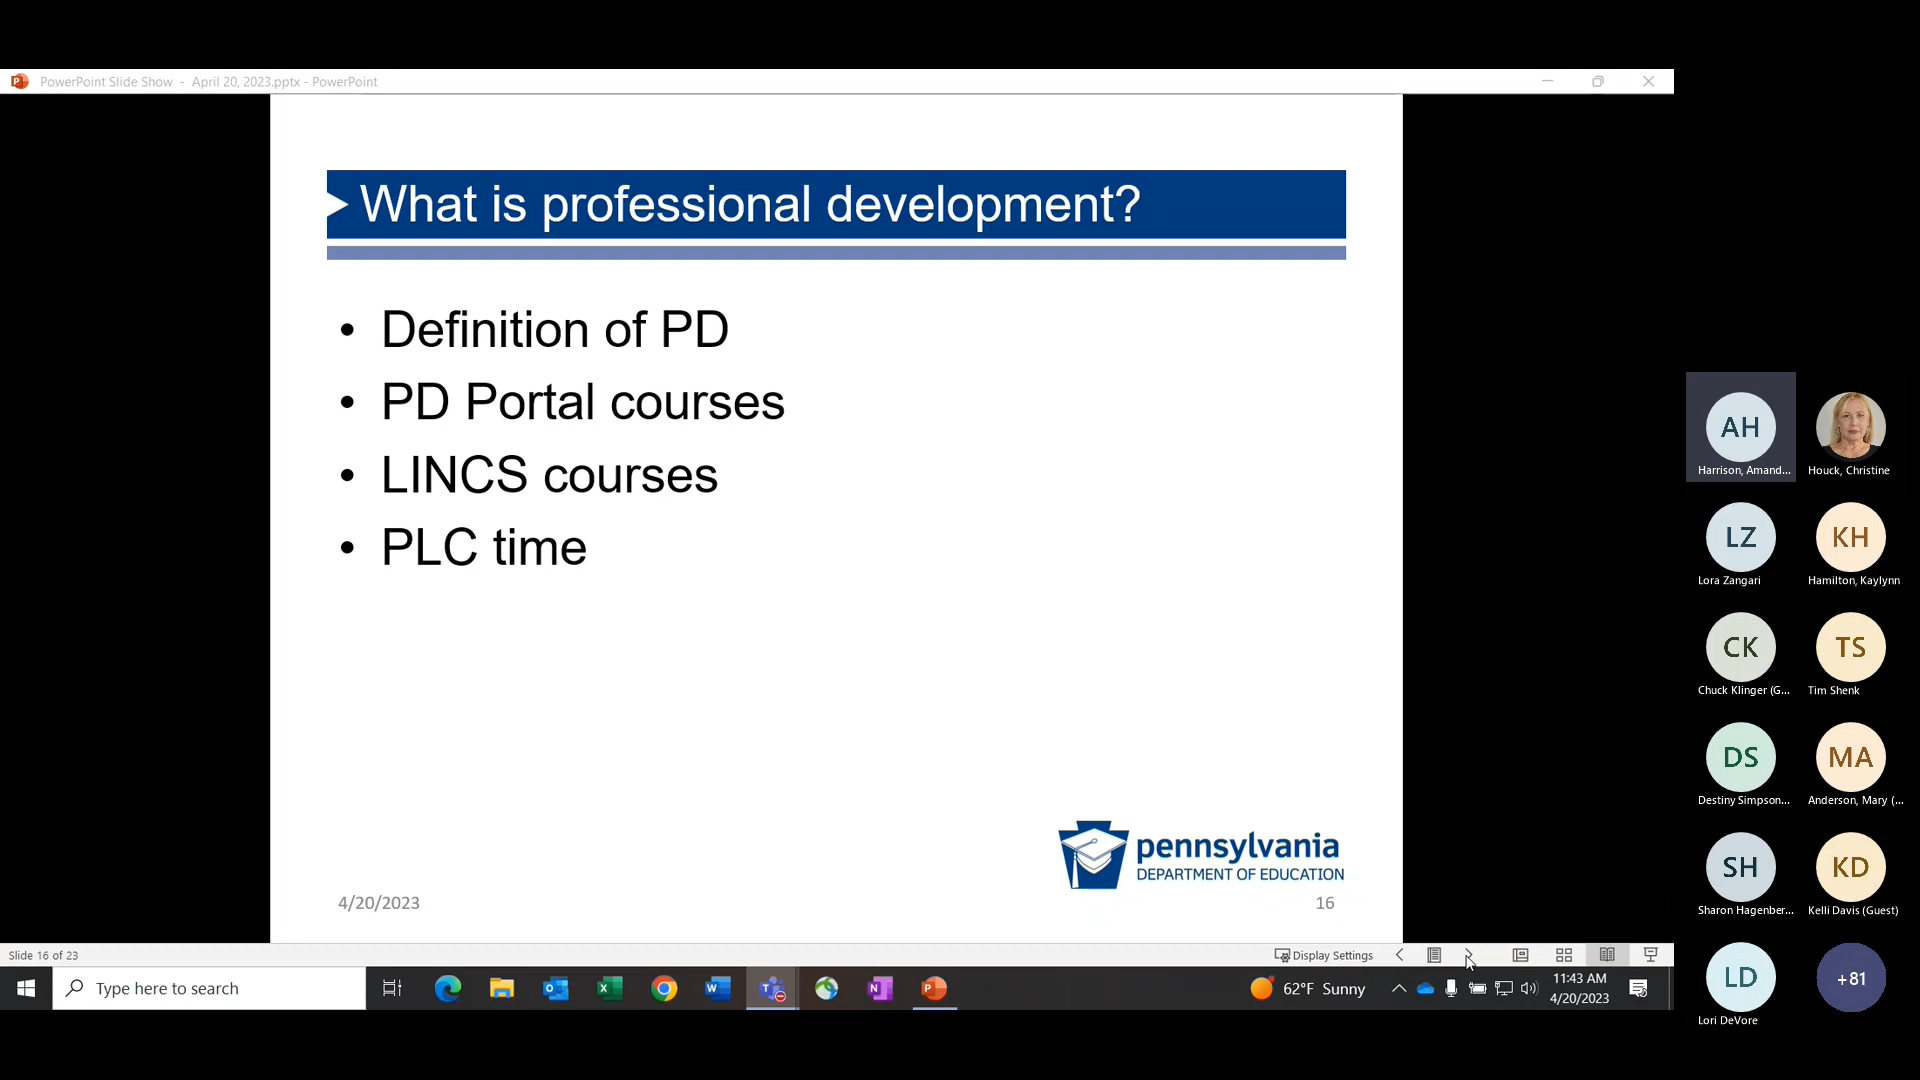 PowerPoint Slide Show - April 20, 2023.pptx - PowerPoint
What is professional development?
• Definition of PD
• PD Portal courses
• LINCS courses
• PLC time
pennsylvania
DEPARTMENT OF EDUCATION
4/20/2023
16
Slide 16 of 23
Display Settings
Type here to search
62°F Sunny
11:43 AM
4/20/2023
AH
Harrison, Amand...
Houck, Christine
LZ
Lora Zangari
KH
Hamilton, Kaylynn
CK
Chuck Klinger (G...
TS
Tim Shenk
DS
Destiny Simpson...
MA
Anderson, Mary (...
SH
Sharon Hagenber...
KD
Kelli Davis (Guest)
LD
Lori DeVore
+81